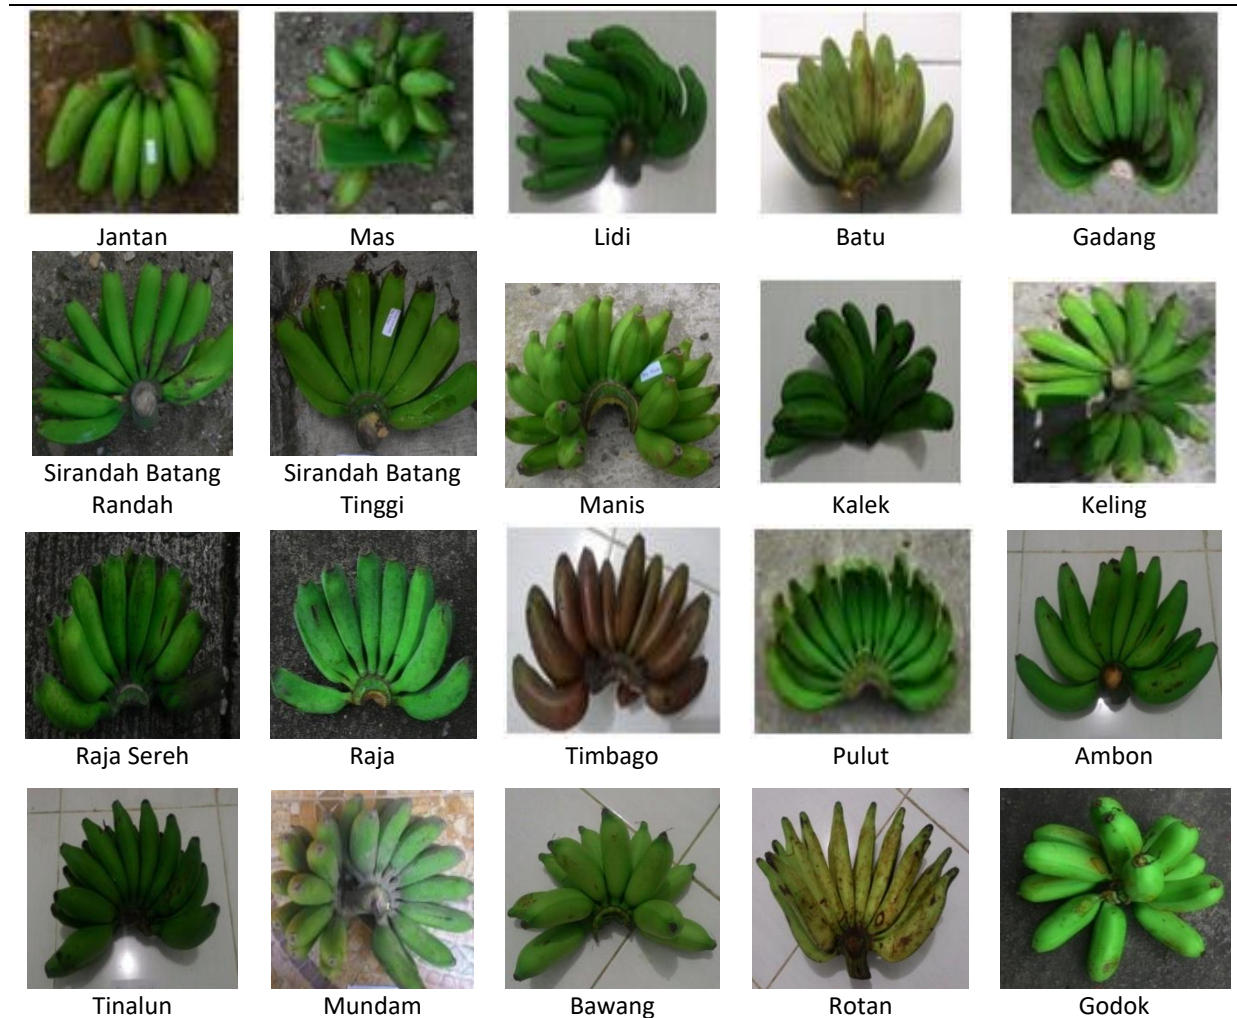 Jantan
Mas
Lidi
Batu
Gadang
Sirandah Batang
Randah
Sirandah Batang
Tinggi
Manis
Kalek
Keling
Raja Sereh
Raja
Timbago
Pulut
Ambon
Tinalun
Mundam
Bawang
Rotan
Godok